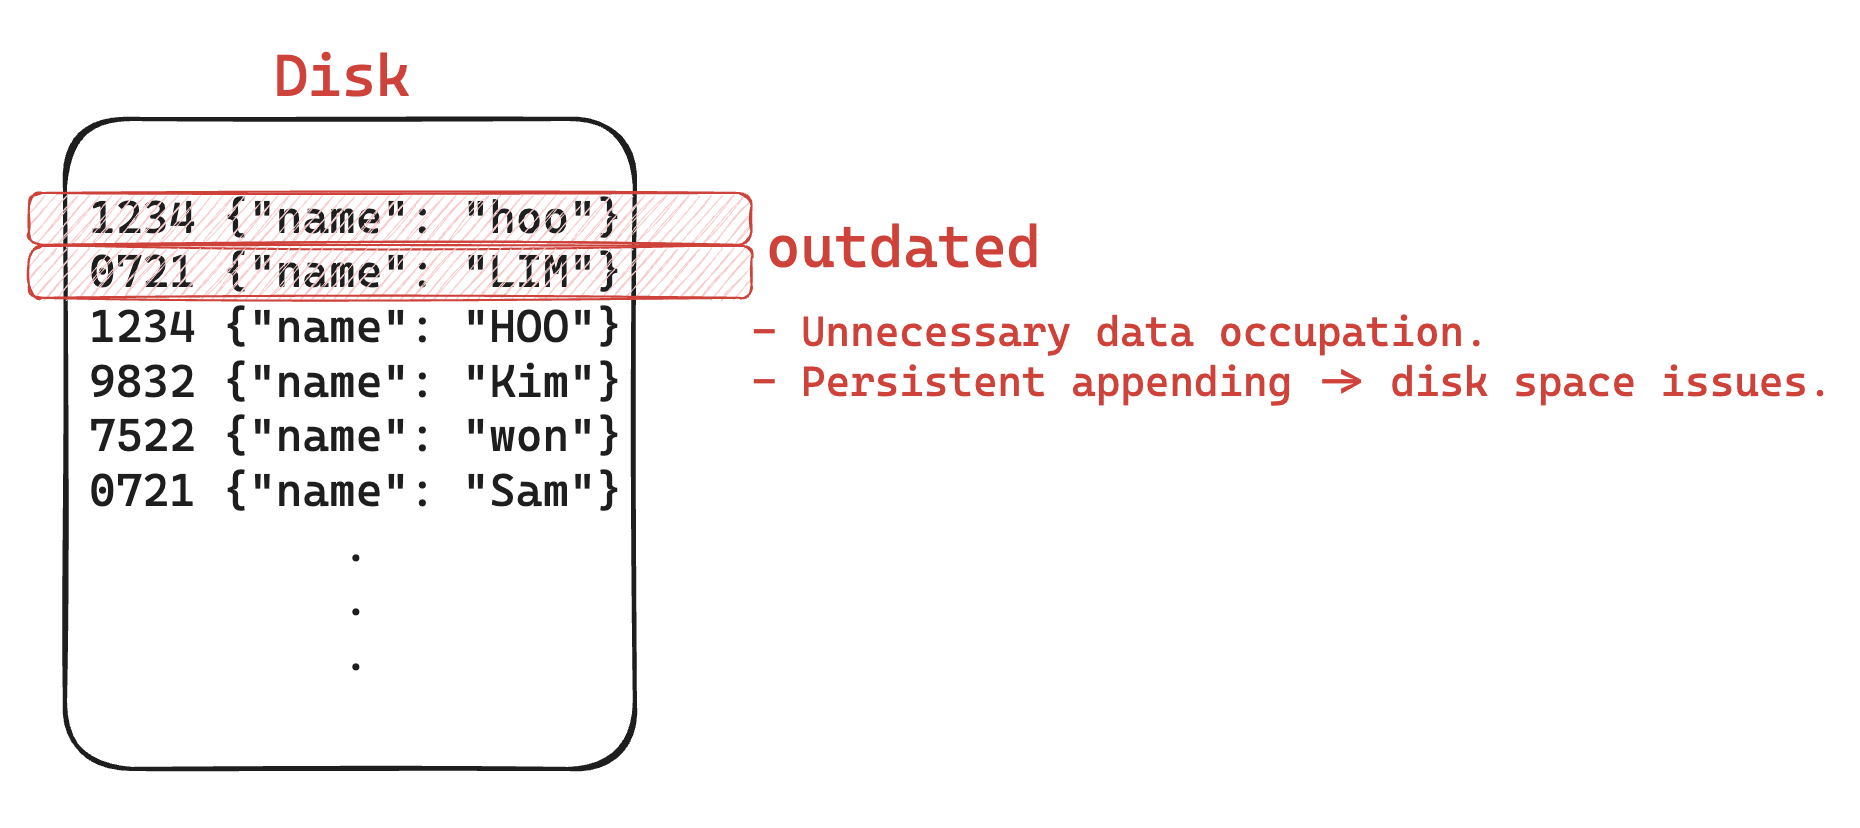 Disk
1234 {"name": "hoo"}
0721 {"name": "LIM"}
1234 {"name": "HOO"}
9832 {"name": "Kim"}
7522 {"name": "won"}
0721 {"name": "Sam"}
.
.
.
outdated
- Unnecessary data occupation.
- Persistent appending -> disk space issues.